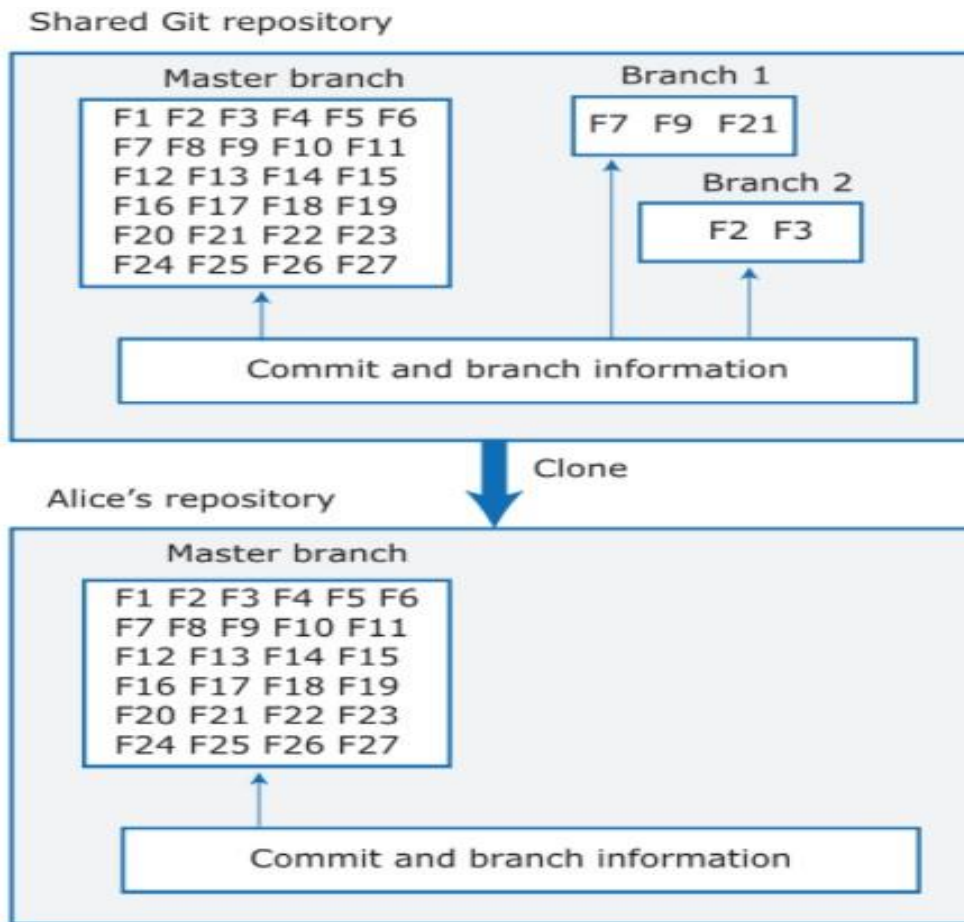 Shared Git repository
Master branch
F1 F2 F3 F4 F5 F6
F7 F8 F9 F10 F11
F12 F13 F14 F15
F16 F17 F18 F19
F20 F21 F22 F23
F24 F25 F26 F27
Branch 1
F7 F9 F21
Branch 2
F2 F3
Commit and branch information
Clone
Alice’s repository
Master branch
F1 F2 F3 F4 F5 F6
F7 F8 F9 F10 F11
F12 F13 F14 F15
F16 F17 F18 F19
F20 F21 F22 F23
F24 F25 F26 F27
Commit and branch information